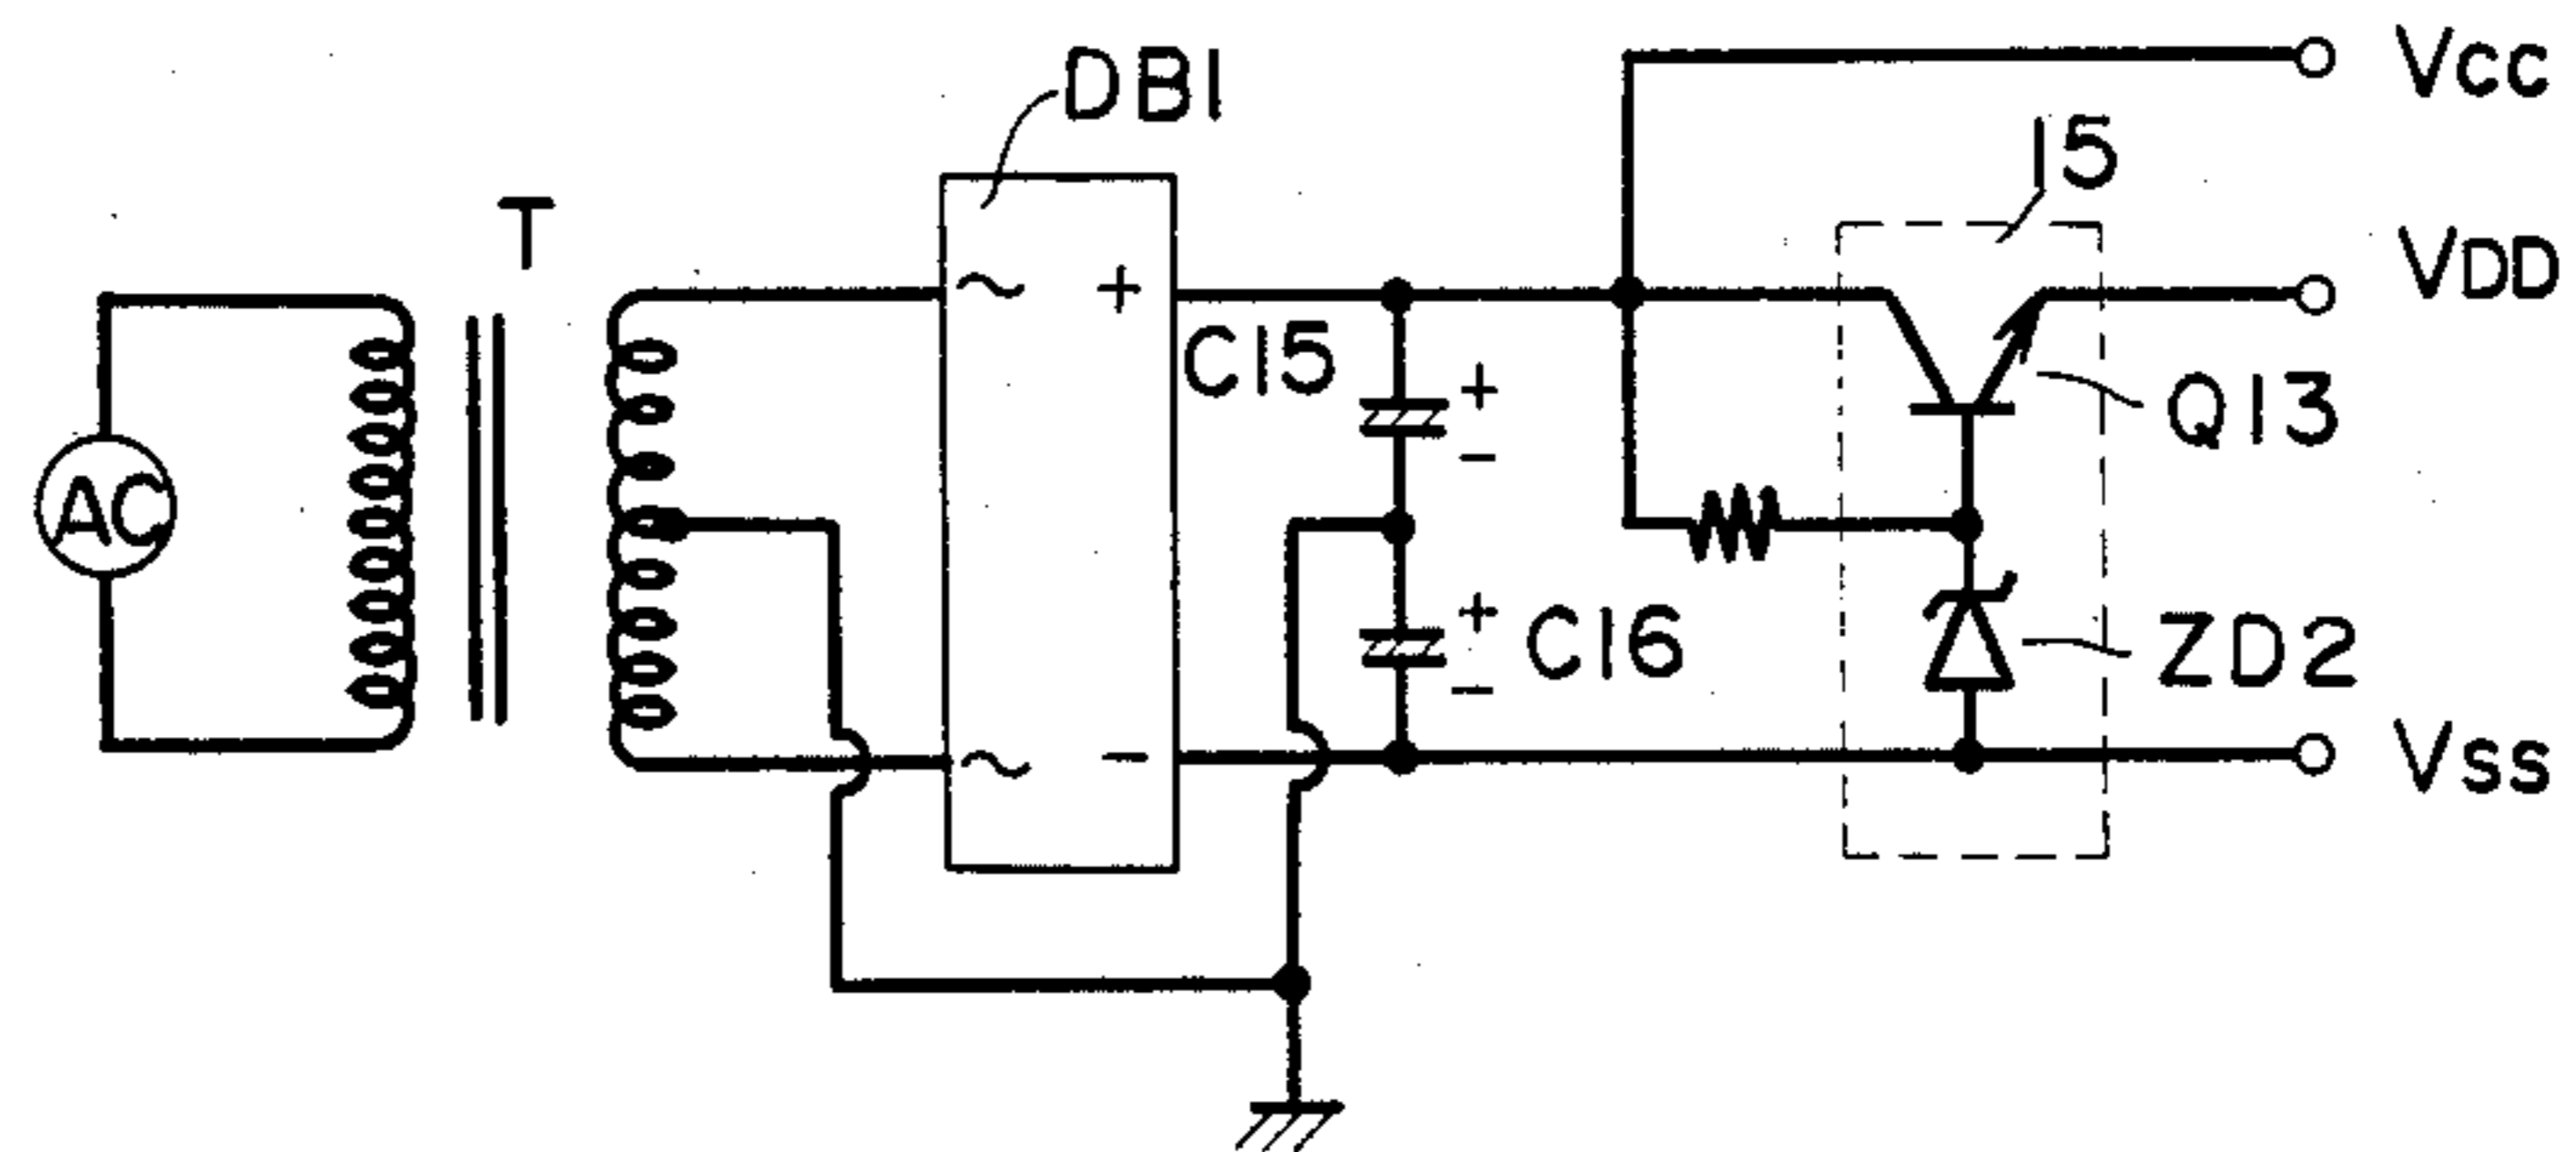 DB1
Vcc
15
T
VDD
~
+
C15
+
-
Q13
AC
+
C16
-
ZD2
~
-
Vss